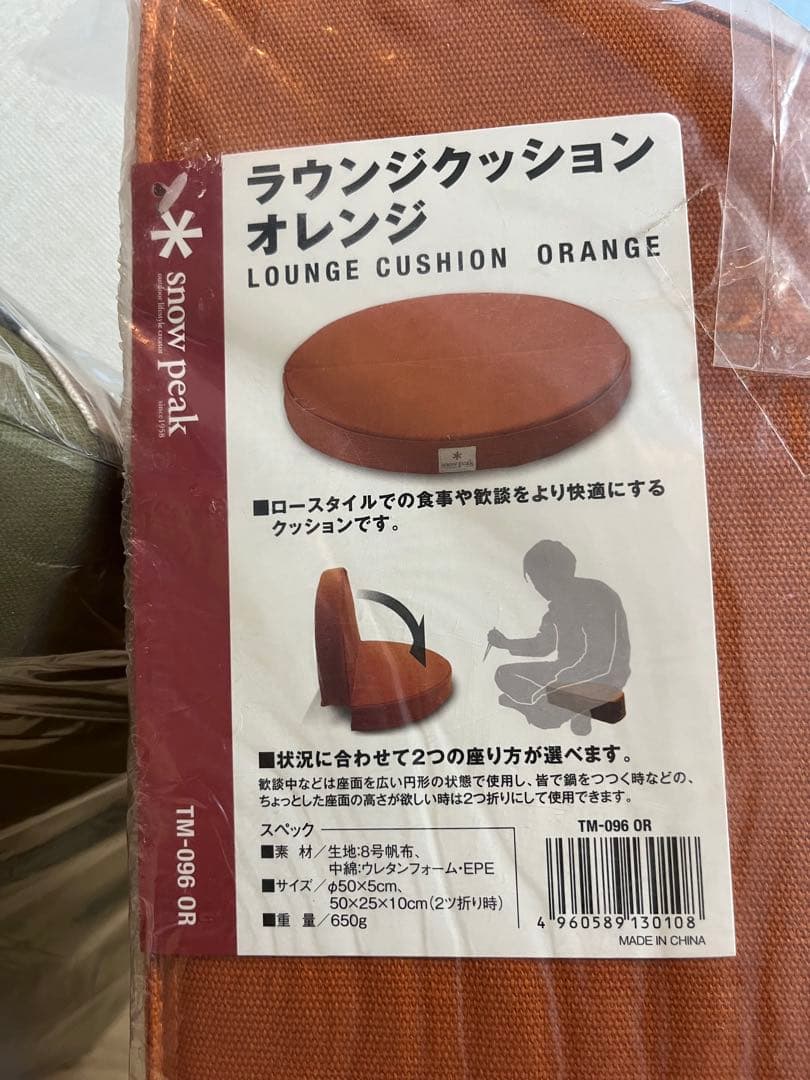 ラウンジクッション
オレンジ
LOUNGE CUSHION ORANGE
snow peak
outdoor lifestyle creator
since1958
snow peak
■ロースタイルでの食事や歓談をより快適にする
クッションです。
■状況に合わせて2つの座り方が選べます。
歓談中などは座面を広い円形の状態で使用し、皆で鍋をつつく時などの、
ちょっとした座面の高さが欲しい時は2つ折りにして使用できます。
スペック
■素 材/生地:8号帆布、
中綿:ウレタンフォーム・EPE
■サイズ/φ50×5cm、
50×25×10cm(2ツ折り時)
■重 量/650g
TM-096 OR
4 960589 130108
MADE IN CHINA
TM-096 OR